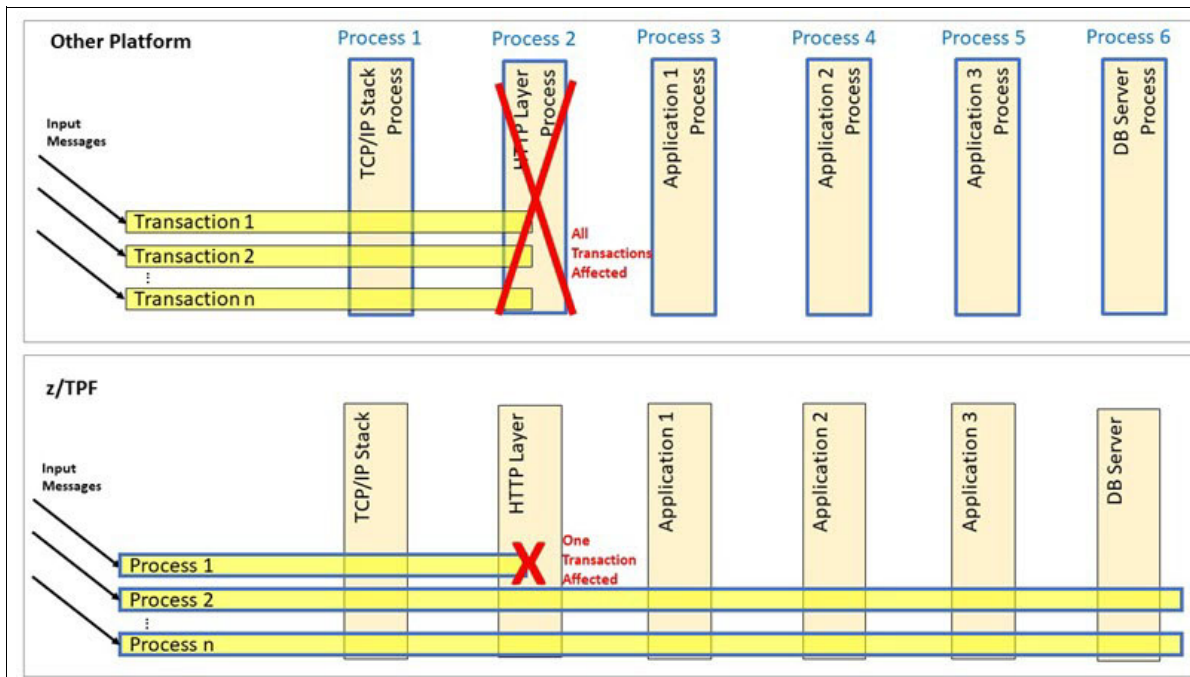 Other Platform
Process 1
Process 2
Process 3
Process 4
Process 5
Process 6
Input
Messages
TCP/IP Stack
Process
HTTP Layer
Process
Application 1
Process
Application 2
Process
Application 3
Process
DB Server
Process
Transaction 1
Transaction 2
⋮
Transaction n
All
Transactions
Affected
z/TPF
Input
Messages
TCP/IP Stack
HTTP Layer
Application 1
Application 2
Application 3
DB Server
One
Transaction
Affected
Process 1
Process 2
⋮
Process n